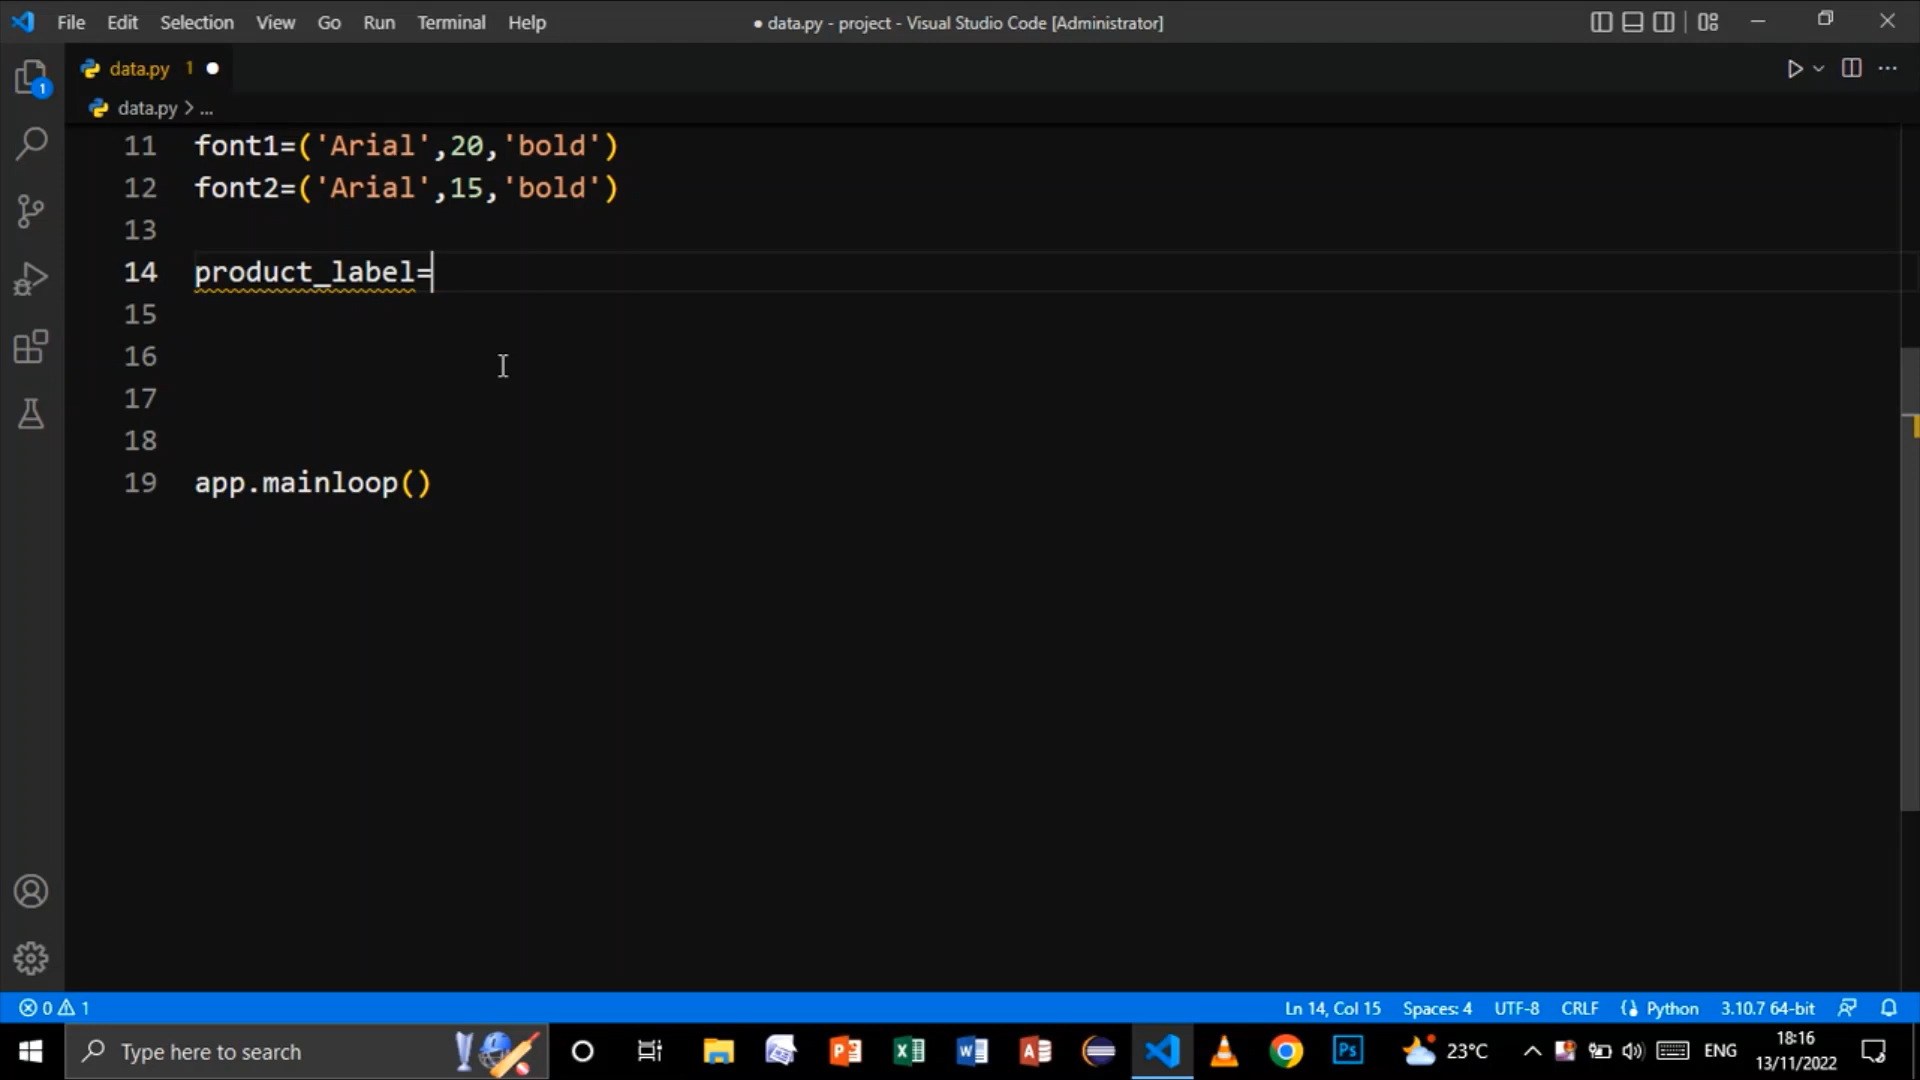 File Edit Selection View Go Run Terminal Help
● data.py - project - Visual Studio Code [Administrator]
data.py 1 ●
data.py > ...
11 font1=('Arial',20,'bold')
12 font2=('Arial',15,'bold')
13
14 product_label=
15
16
17
18
19 app.mainloop()
1
0 1
Ln 14, Col 15 Spaces: 4 UTF-8 CRLF Python 3.10.7 64-bit
Type here to search
Ps
23°C
ENG
18:16
13/11/2022